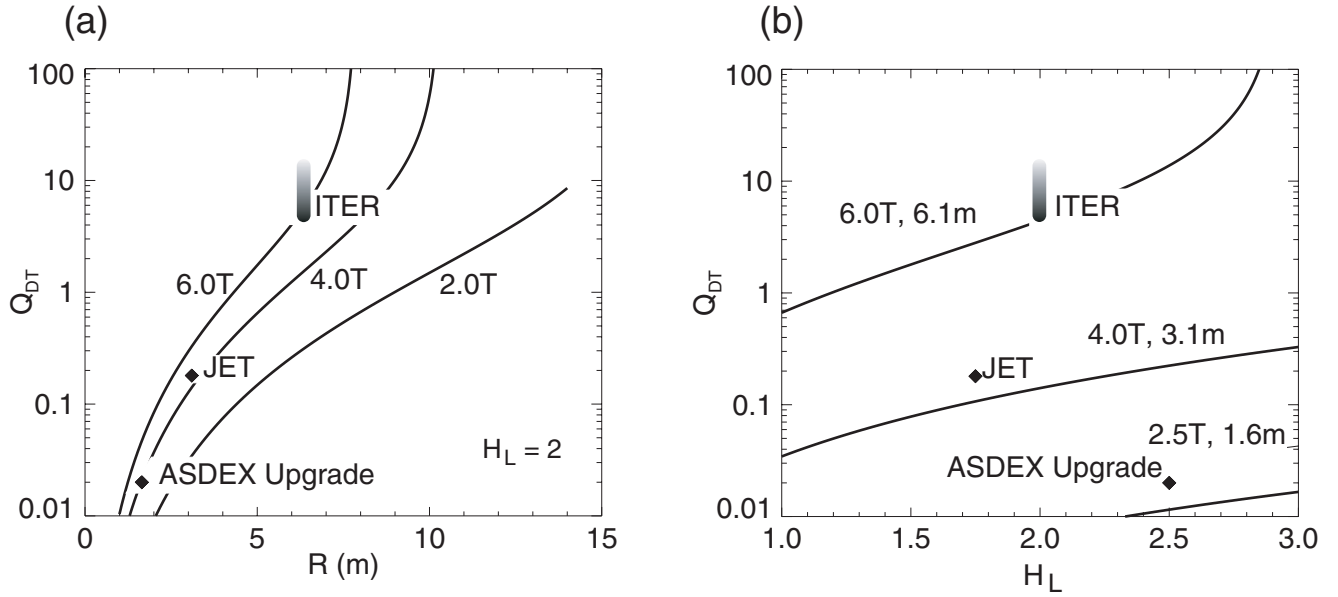 (a)
100
10
1
0.1
0.01
Q_DT
ITER
6.0T
4.0T
2.0T
JET
H_L = 2
ASDEX Upgrade
0 5 10 15
R (m)
(b)
100
10
1
0.1
0.01
Q_DT
6.0T, 6.1m
ITER
4.0T, 3.1m
JET
2.5T, 1.6m
ASDEX Upgrade
1.0 1.5 2.0 2.5 3.0
H_L